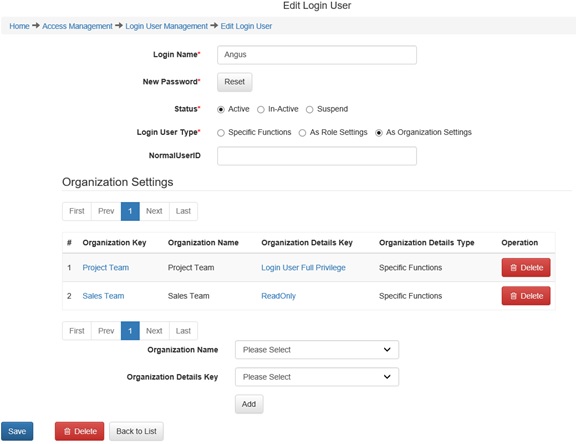 Edit Login User
Home ➔ Access Management ➔ Login User Management ➔ Edit Login User
Login Name* Angus
New Password* Reset
Status* Active In-Active Suspend
Login User Type* Specific Functions As Role Settings As Organization Settings
NormalUserID
Organization Settings
First Prev 1 Next Last
# Organization Key Organization Name Organization Details Key Organization Details Type Operation
1 Project Team Project Team Login User Full Privilege Specific Functions Delete
2 Sales Team Sales Team ReadOnly Specific Functions Delete
First Prev 1 Next Last
Organization Name Please Select
Organization Details Key Please Select
Add
Save Delete Back to List